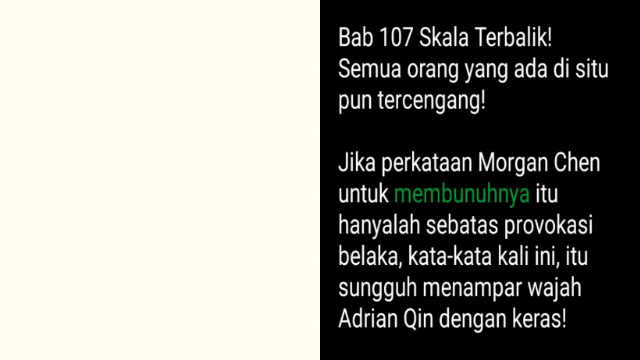 Bab 107 Skala Terbalik!
Semua orang yang ada di situ
pun tercengang!
Jika perkataan Morgan Chen
untuk membunuhnya itu
hanyalah sebatas provokasi
belaka, kata-kata kali ini, itu
sungguh menampar wajah
Adrian Qin dengan keras!